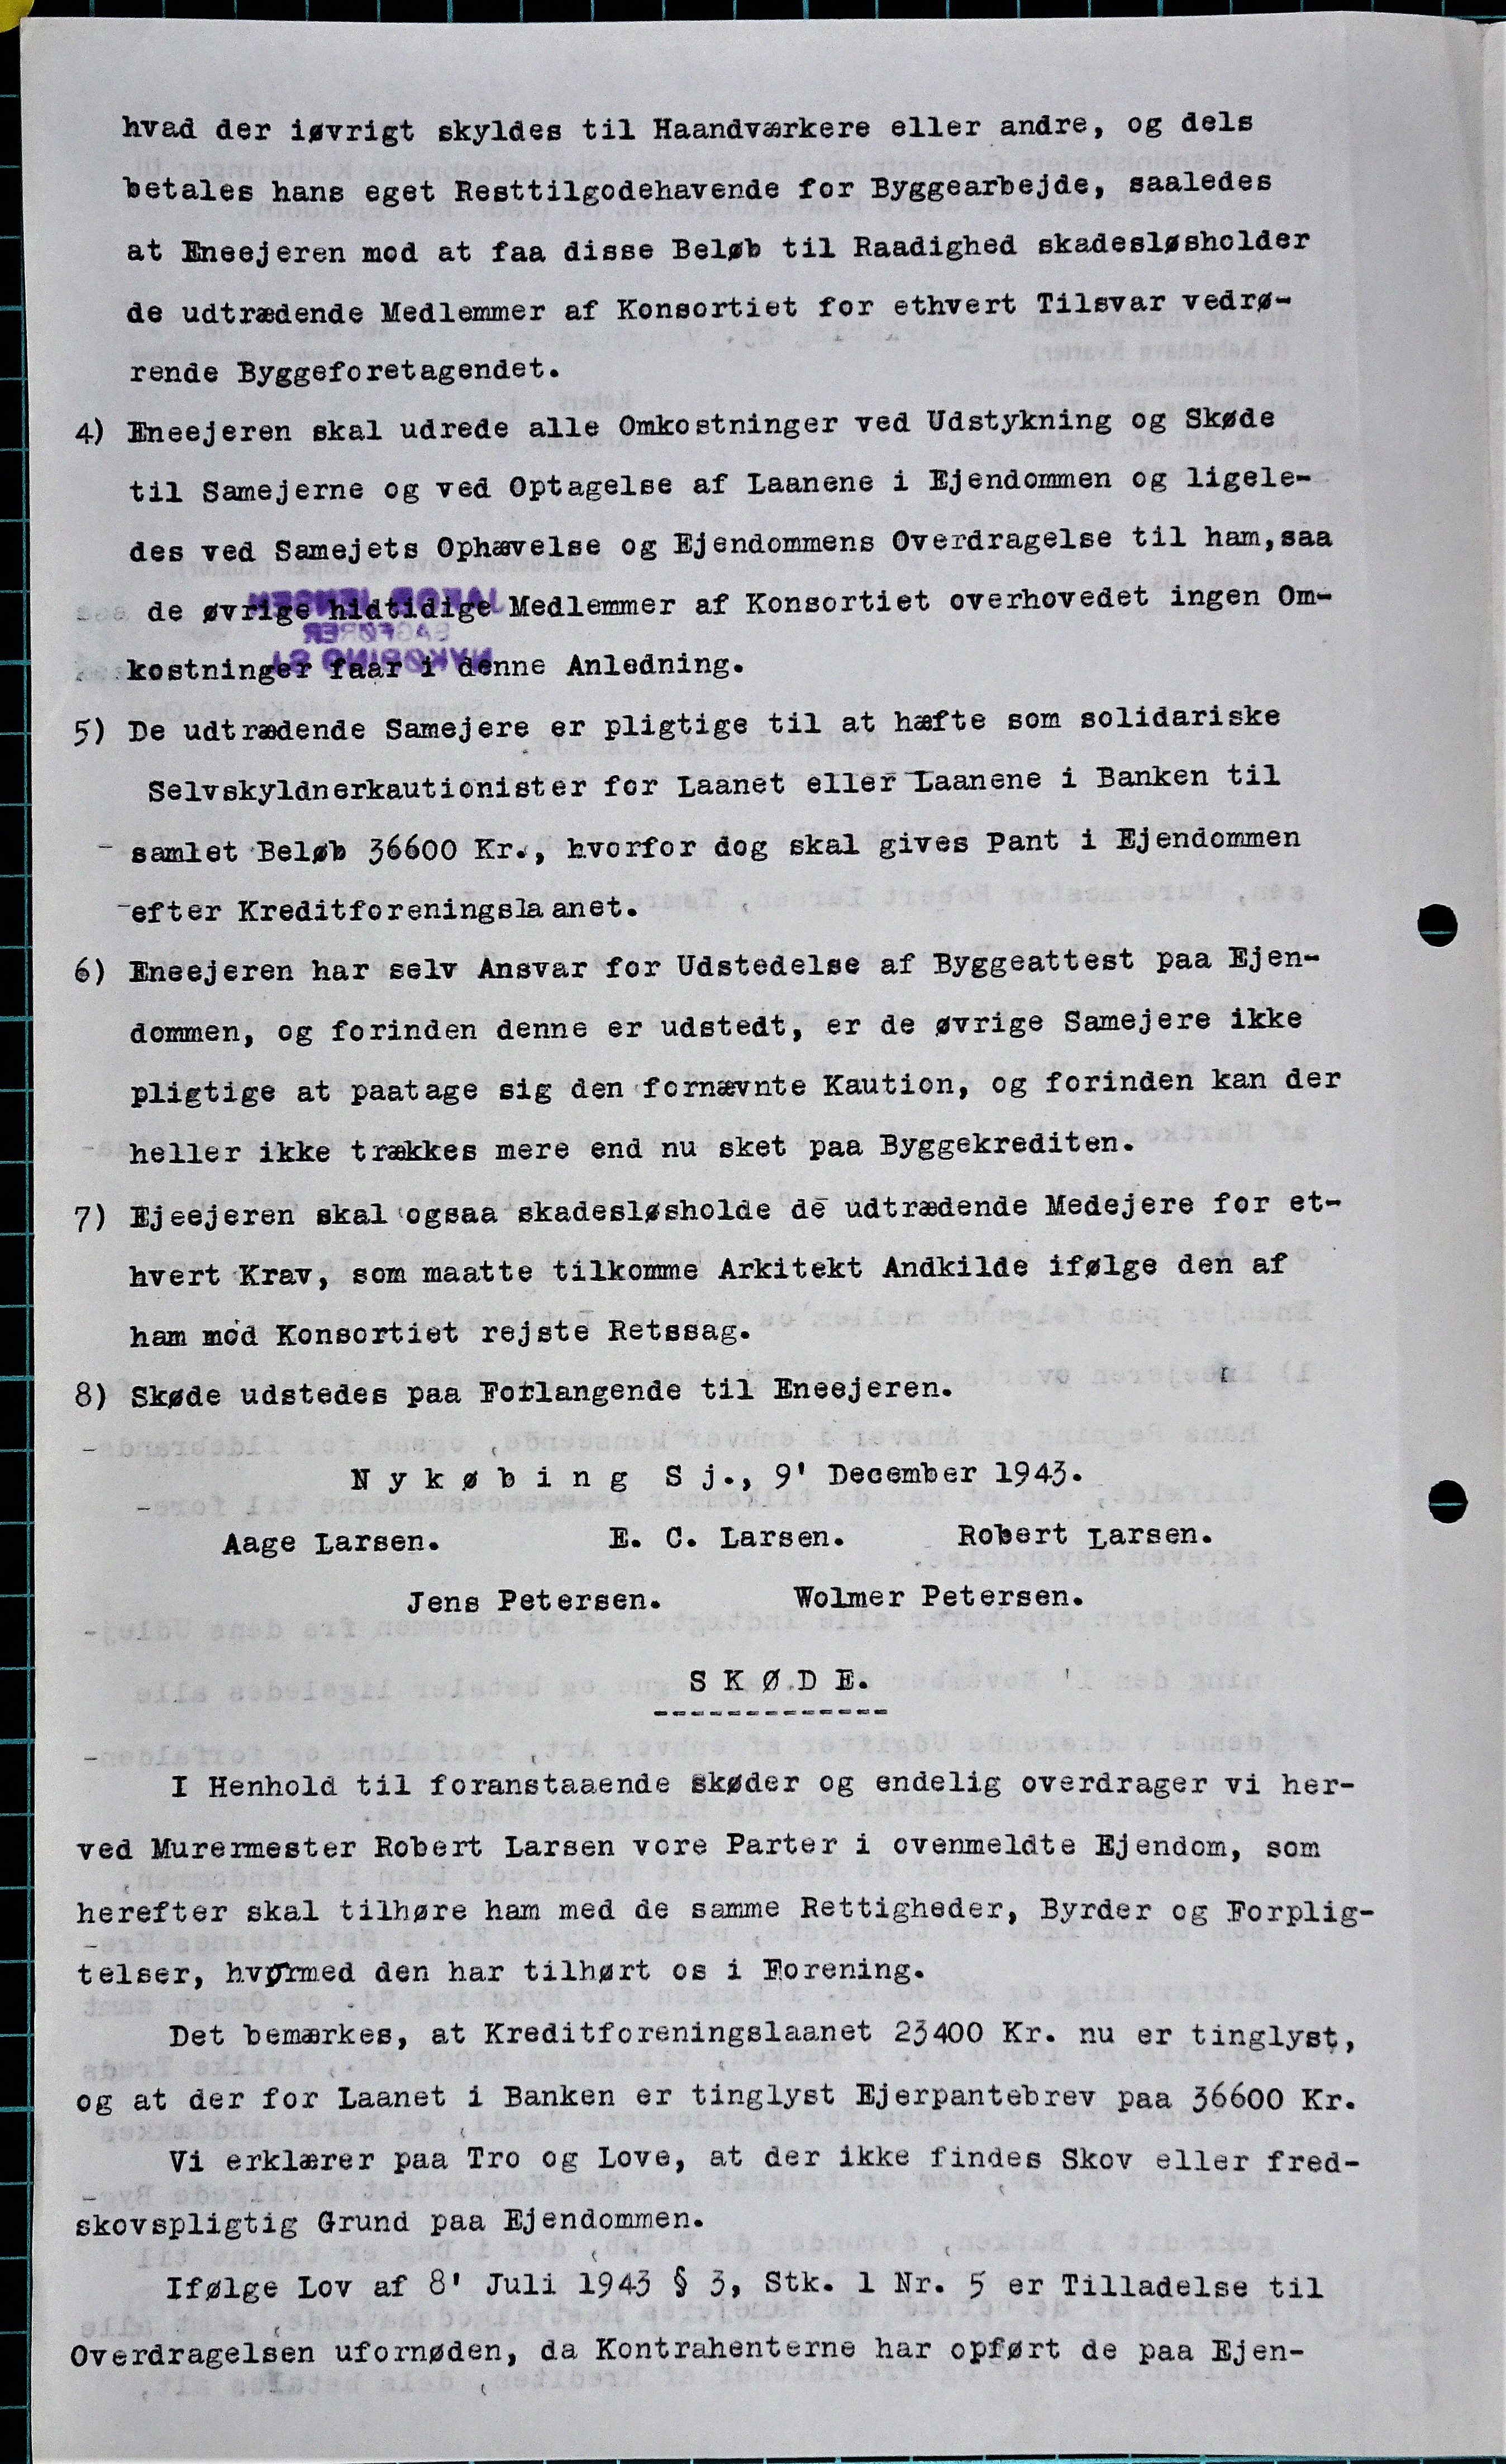 hvad der iøvrigt skyldes til Haandværkere eller andre, og dels
betales hans eget Resttilgodehavende for Byggearbejde, saaledes
at Eneejeren mod at faa disse Beløb til Raadighed skadesløsholder
de udtrædende Medlemmer af Konsortiet for ethvert Tilsvar vedrø-
rende Byggeforetagendet.
4) Eneejeren skal udrede alle Omkostninger ved Udstykning og Skøde
til Samejerne og ved Optagelse af Laanene i Ejendommen og ligele-
des ved Samejets Ophævelse og Ejendommens Overdragelse til ham,saa
de øvrige hidtidige Medlemmer af Konsortiet overhovedet ingen Om-
kostninger faar i denne Anledning.
5) De udtrædende Samejere er pligtige til at hæfte som solidariske
Selvskyldnerkautionister for Laanet eller Laanene i Banken til
samlet Beløb 36600 Kr., hvorfor dog skal gives Pant i Ejendommen
efter Kreditforeningslaanet.
6) Eneejeren har selv Ansvar for Udstedelse af Byggeattest paa Ejen-
dommen, og forinden denne er udstedt, er de øvrige Samejere ikke
pligtige at paatage sig den fornævnte Kaution, og forinden kan der
heller ikke trækkes mere end nu sket paa Byggekrediten.
7) Ejeejeren skal ogsaa skadesløsholde de udtrædende Medejere for et-
hvert Krav, som maatte tilkomme Arkitekt Andkilde ifølge den af
ham mod Konsortiet rejste Retssag.
8) Skøde udstedes paa Forlangende til Eneejeren.
Nykøbing Sj., 9' December 1943.
Aage Larsen. E. C. Larsen. Robert Larsen.
Jens Petersen. Wolmer Petersen.
SKØDE.
-------------
I Henhold til foranstaaende skøder og endelig overdrager vi her-
ved Murermester Robert Larsen vore Parter i ovenmeldte Ejendom, som
herefter skal tilhøre ham med de samme Rettigheder, Byrder og Forplig-
telser, hvormed den har tilhørt os i Forening.
Det bemærkes, at Kreditforeningslaanet 23400 Kr. nu er tinglyst,
og at der for Laanet i Banken er tinglyst Ejerpantebrev paa 36600 Kr.
Vi erklærer paa Tro og Love, at der ikke findes Skov eller fred-
skovspligtig Grund paa Ejendommen.
Ifølge Lov af 8' Juli 1943 § 3, Stk. 1 Nr. 5 er Tilladelse til
Overdragelsen ufornøden, da Kontrahenterne har opført de paa Ejen-